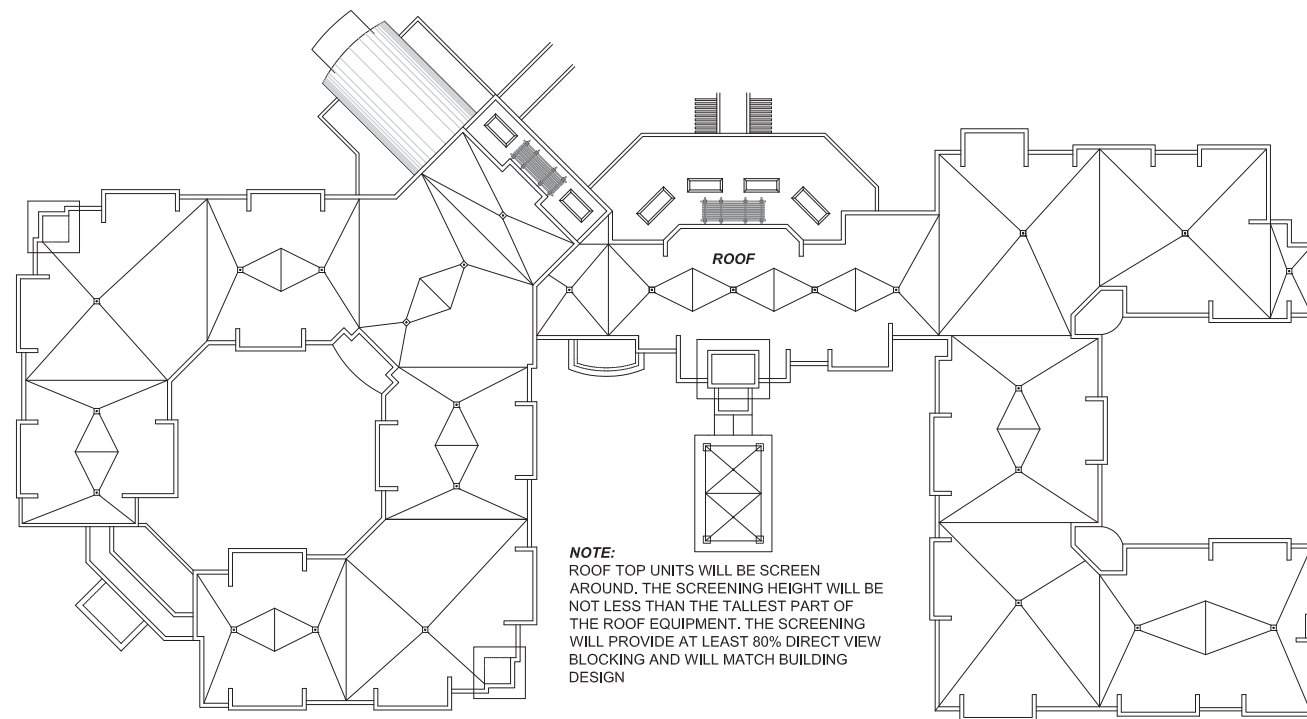 ROOF
NOTE:
ROOF TOP UNITS WILL BE SCREEN
AROUND. THE SCREENING HEIGHT WILL BE
NOT LESS THAN THE TALLEST PART OF
THE ROOF EQUIPMENT. THE SCREENING
WILL PROVIDE AT LEAST 80% DIRECT VIEW
BLOCKING AND WILL MATCH BUILDING
DESIGN